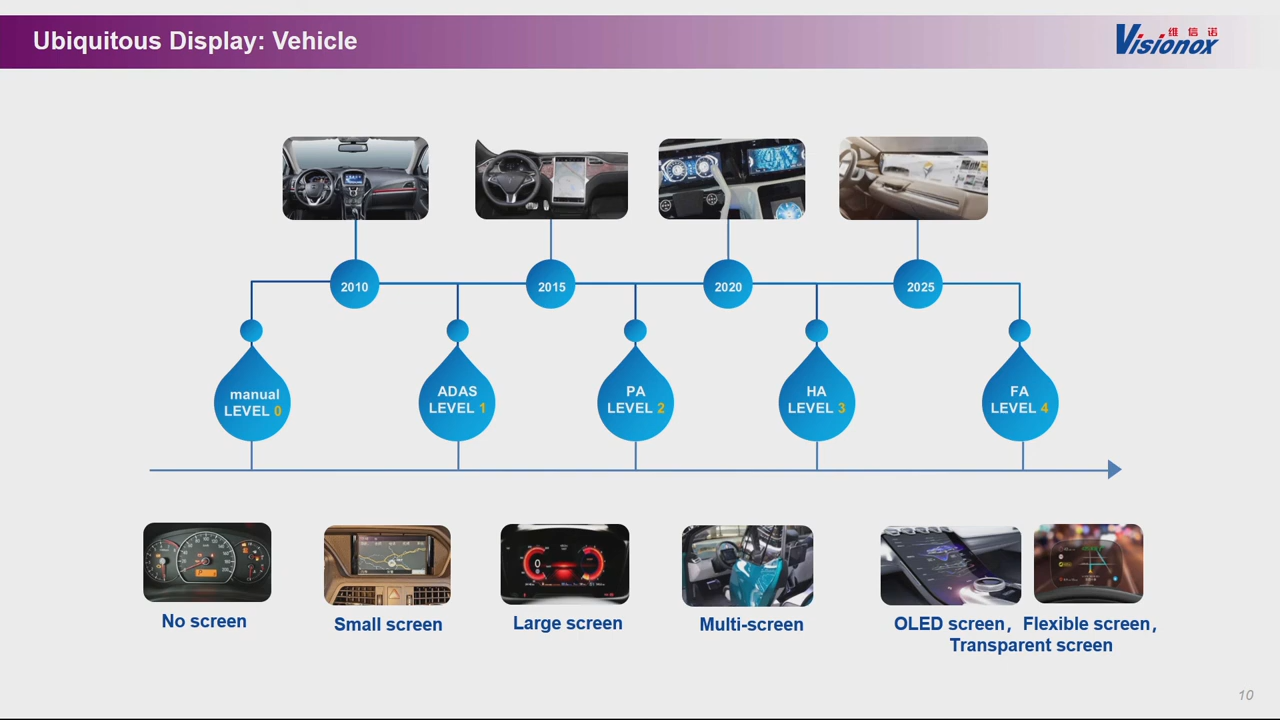 Ubiquitous Display: Vehicle
维信诺
Visionox
2010
2015
2020
2025
manual
LEVEL 0
ADAS
LEVEL 1
PA
LEVEL 2
HA
LEVEL 3
FA
LEVEL 4
No screen
Small screen
Large screen
Multi-screen
OLED screen，Flexible screen，
Transparent screen
10